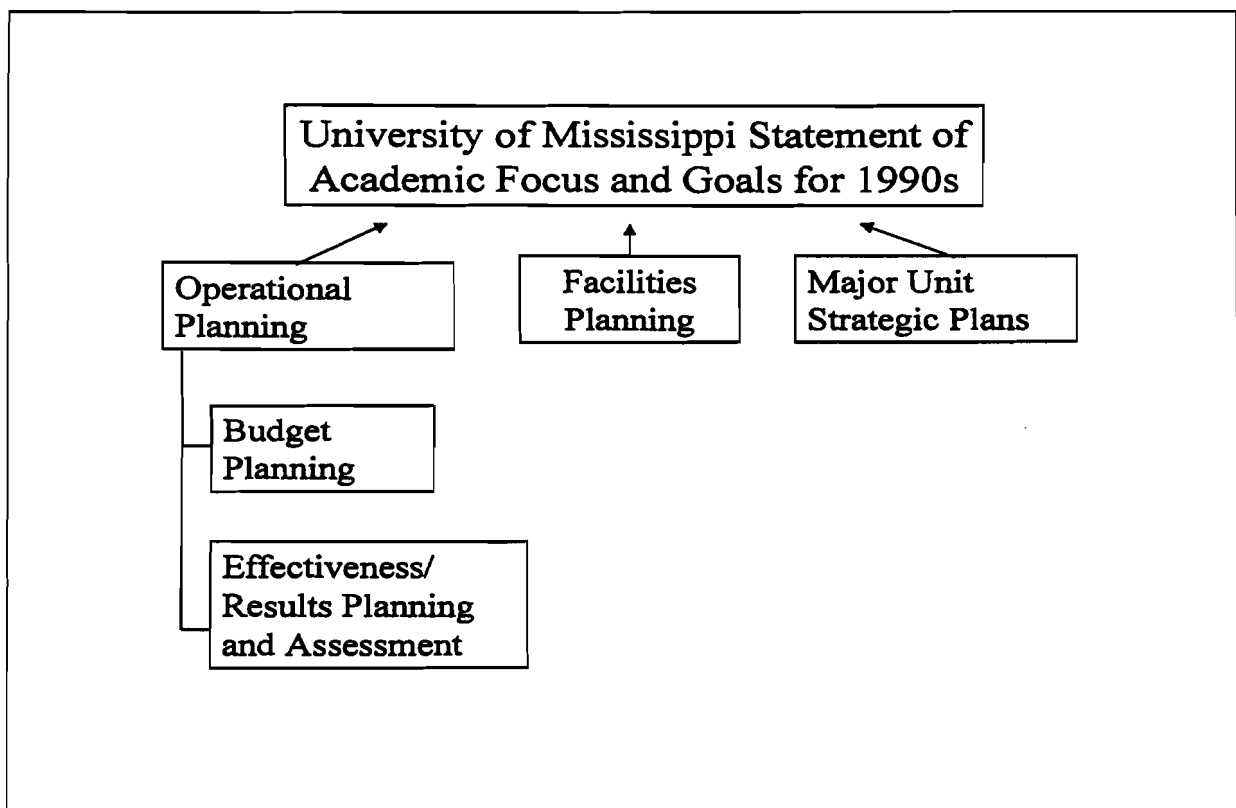 University of Mississippi Statement of
Academic Focus and Goals for 1990s
Operational
Planning
Facilities
Planning
Major Unit
Strategic Plans
Budget
Planning
Effectiveness/
Results Planning
and Assessment